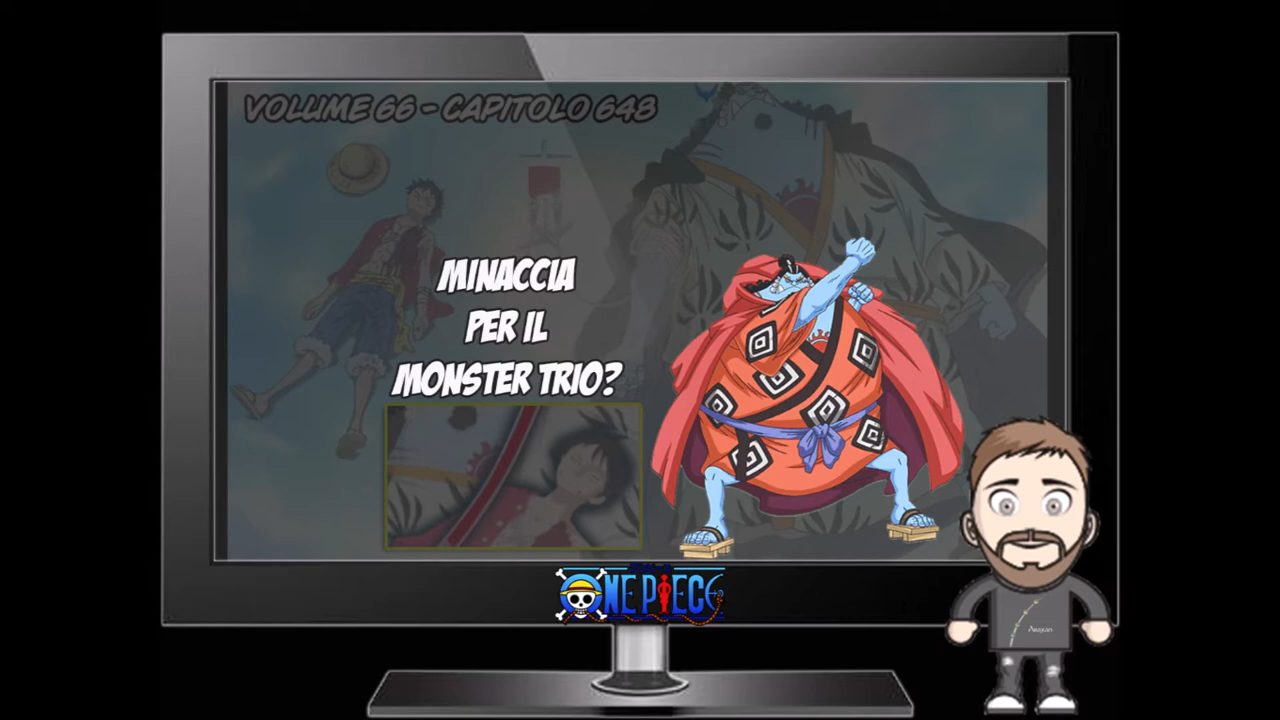 VOLUME 66 - CAPITOLO 648
MINACCIA
PER IL
MONSTER TRIO?
ONE PIECE